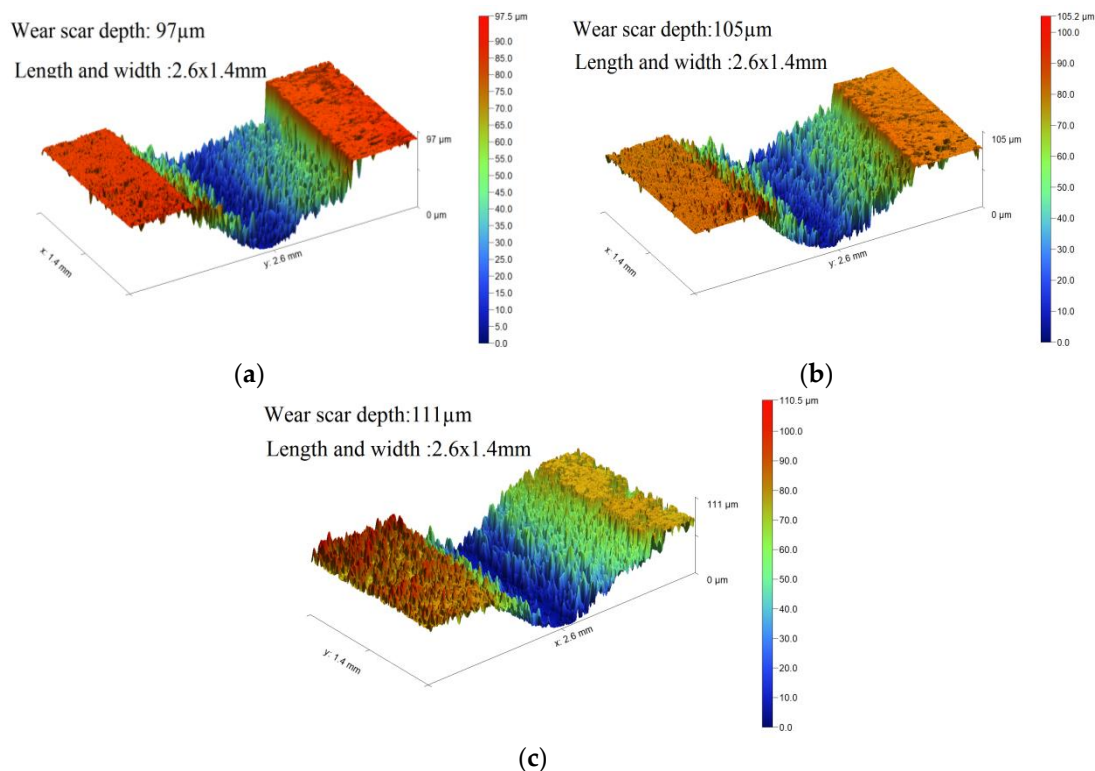 Wear scar depth: 97µm
Length and width :2.6x1.4mm
97.5 µm
90.0
85.0
80.0
75.0
70.0
65.0
60.0
55.0
50.0
45.0
40.0
35.0
30.0
25.0
20.0
15.0
10.0
5.0
0.0
97 µm
0 µm
x: 1.4 mm
y: 2.6 mm
(a)
Wear scar depth:105µm
Length and width :2.6x1.4mm
105.2 µm
100.0
90.0
80.0
70.0
60.0
50.0
40.0
30.0
20.0
10.0
0.0
105 µm
0 µm
x: 1.4 mm
y: 2.6 mm
(b)
Wear scar depth:111µm
Length and width :2.6x1.4mm
110.5 µm
100.0
90.0
80.0
70.0
60.0
50.0
40.0
30.0
20.0
10.0
0.0
111 µm
0 µm
y: 1.4 mm
x: 2.6 mm
(c)